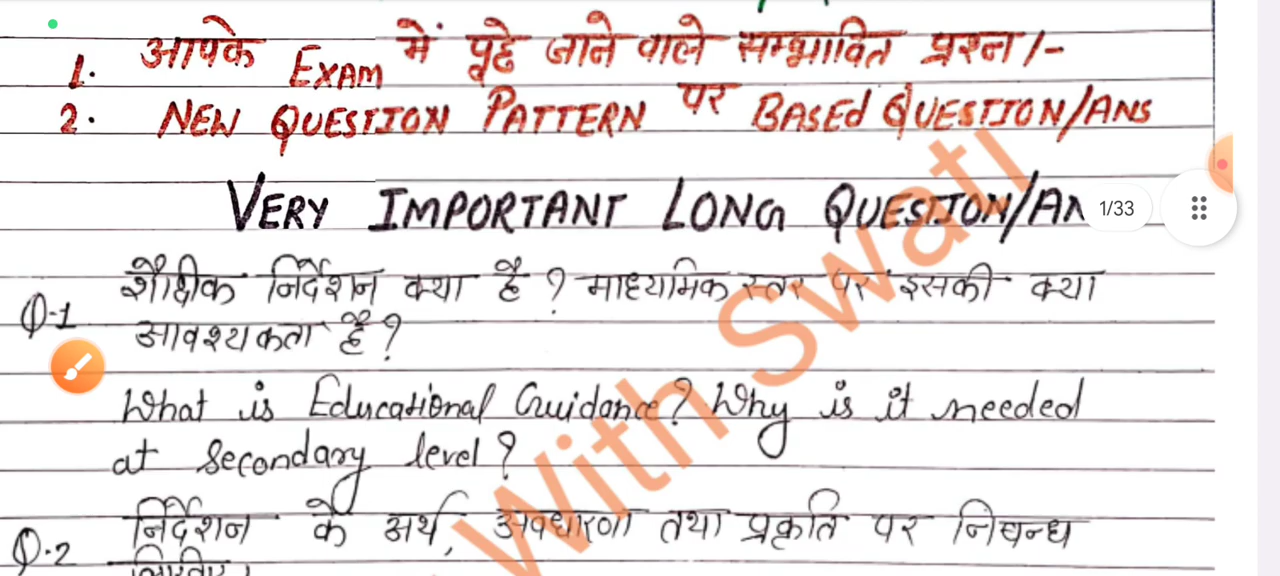 1. आपके EXAM में पूछे जाने वाले सम्भावित प्रश्न/-
2. NEW QUESTION PATTERN पर BASEd QUESTION/ANS
VERY IMPORTANT LONG QUESTION/AN
1/33
Q.1 शैक्षिक निर्देशन क्या है ? माध्यमिक स्तर पर इसकी क्या
आवश्यकता है ?
What is Educational Guidance? Why is it needed
at secondary level ?
Q.2 निर्देशन के अर्थ, अवधारणा तथा प्रकृति पर निबन्ध
लिखिए।
With Swati